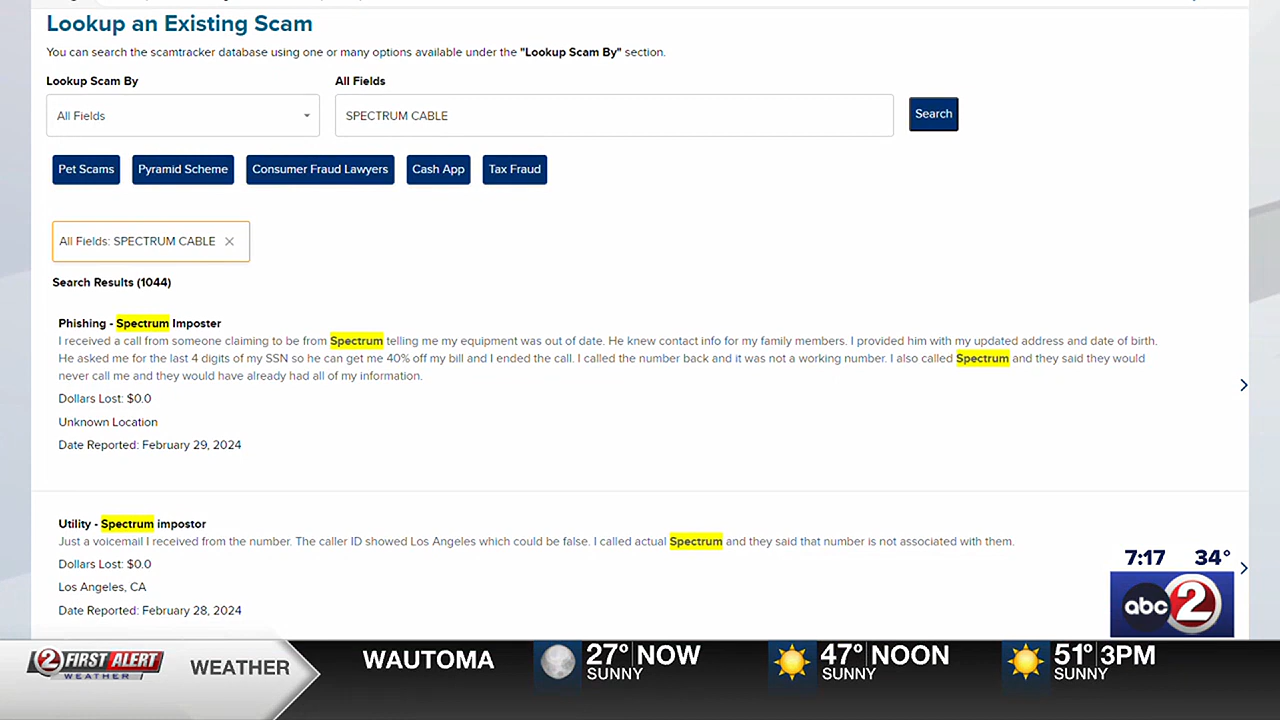 Lookup an Existing Scam
You can search the scamtracker database using one or many options available under the "Lookup Scam By" section.
Lookup Scam By
All Fields
All Fields
SPECTRUM CABLE
Search
Pet Scams
Pyramid Scheme
Consumer Fraud Lawyers
Cash App
Tax Fraud
All Fields: SPECTRUM CABLE ×
Search Results (1044)
Phishing - Spectrum Imposter
I received a call from someone claiming to be from Spectrum telling me my equipment was out of date. He knew contact info for my family members. I provided him with my updated address and date of birth.
He asked me for the last 4 digits of my SSN so he can get me 40% off my bill and I ended the call. I called the number back and it was not a working number. I also called Spectrum and they said they would
never call me and they would have already had all of my information.
Dollars Lost: $0.0
Unknown Location
Date Reported: February 29, 2024
Utility - Spectrum impostor
Just a voicemail I received from the number. The caller ID showed Los Angeles which could be false. I called actual Spectrum and they said that number is not associated with them.
Dollars Lost: $0.0
Los Angeles, CA
Date Reported: February 28, 2024
7:17 34°
abc 2
2 FIRST ALERT
WEATHER
WEATHER
WAUTOMA
27° NOW
SUNNY
47° NOON
SUNNY
51° 3PM
SUNNY